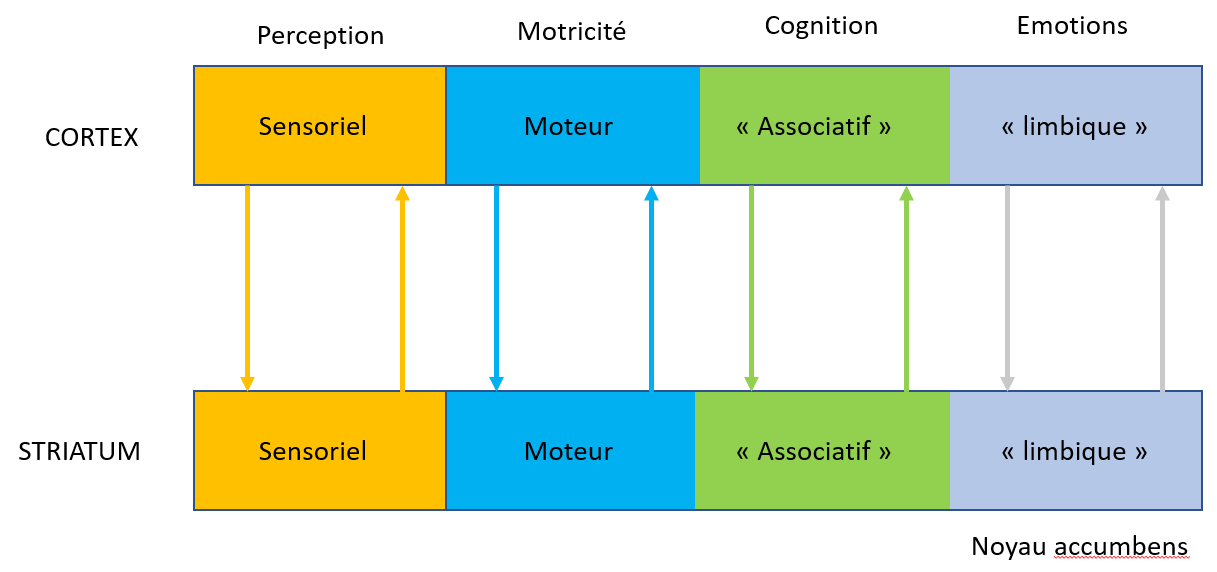 Perception Motricité Cognition Emotions
CORTEX Sensoriel Moteur « Associatif » « limbique »
STRIATUM Sensoriel Moteur « Associatif » « limbique »
Noyau accumbens